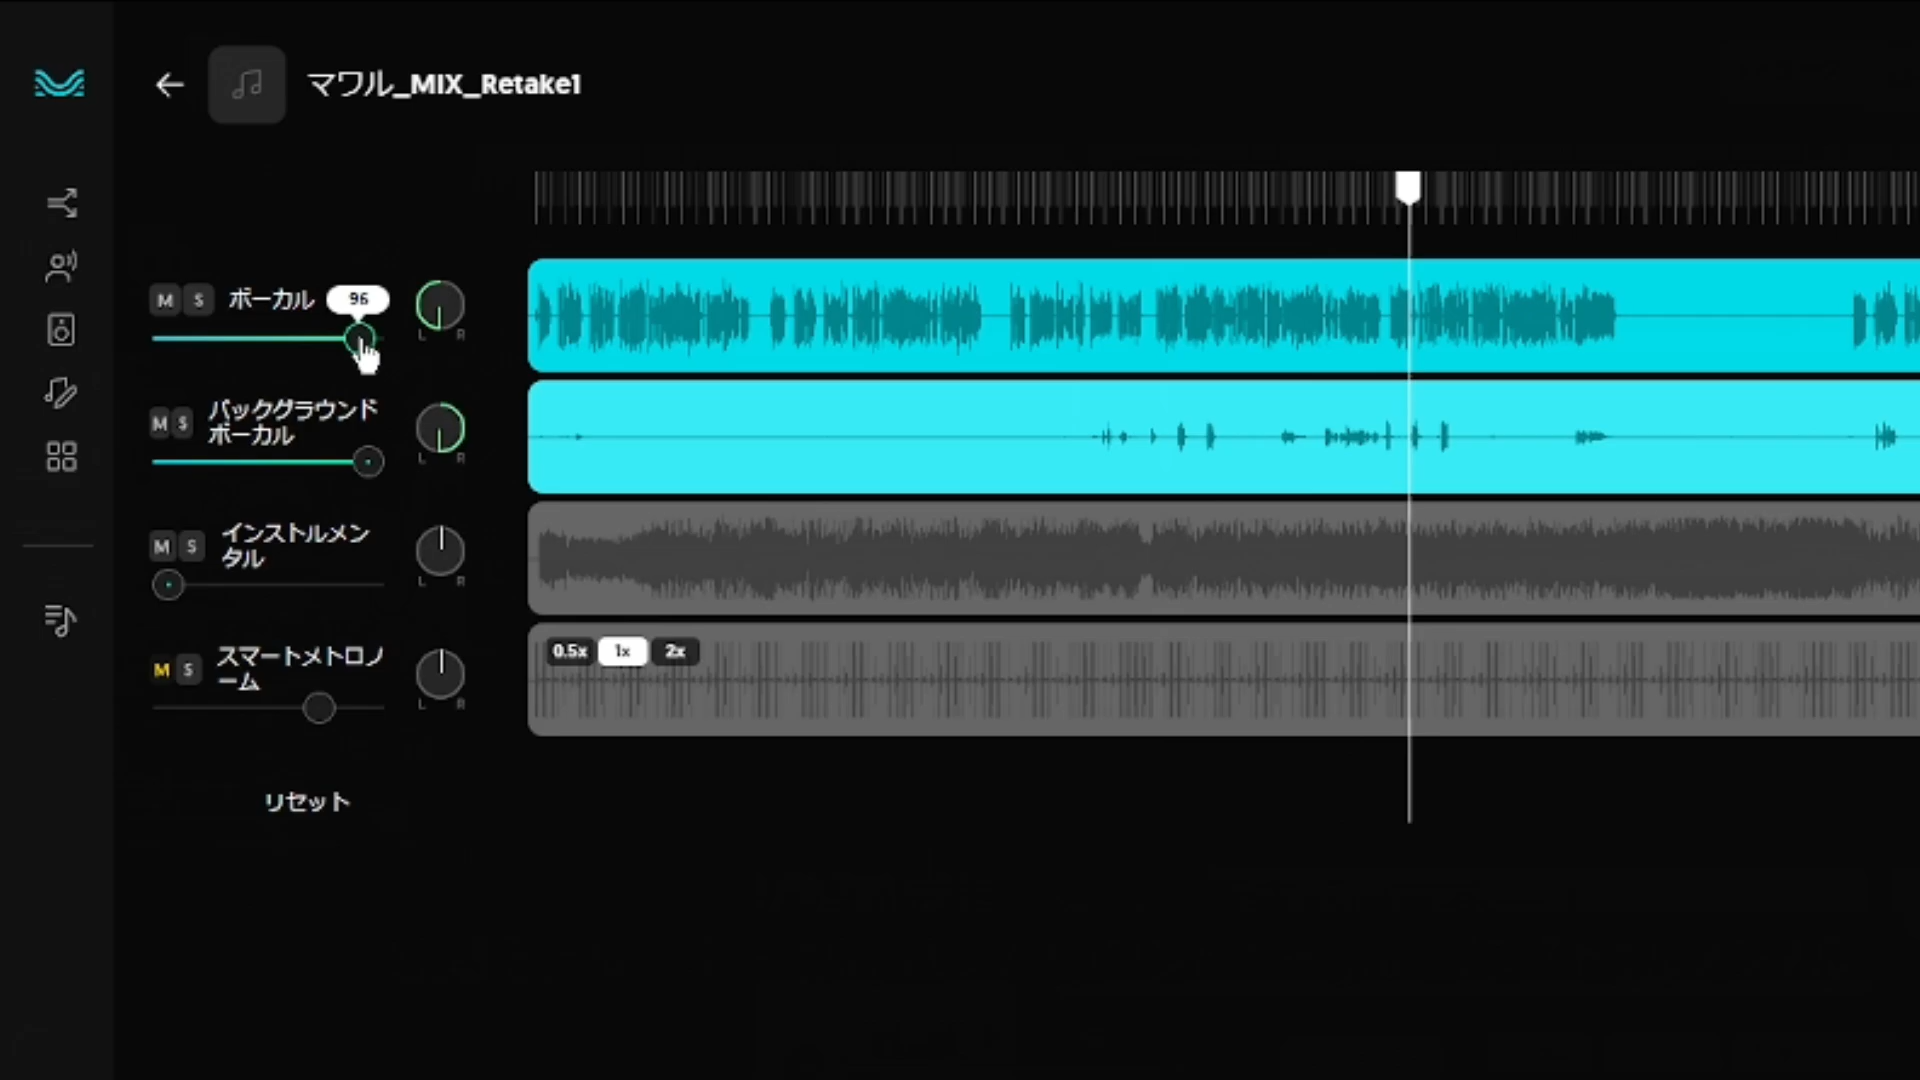 マワル_MIX_Retake1
M S ボーカル 96
L R
M S バックグラウンド
ボーカル
L R
M S インストルメン
タル
L R
M S スマートメトロノ
ーム
L R
0.5x 1x 2x
リセット